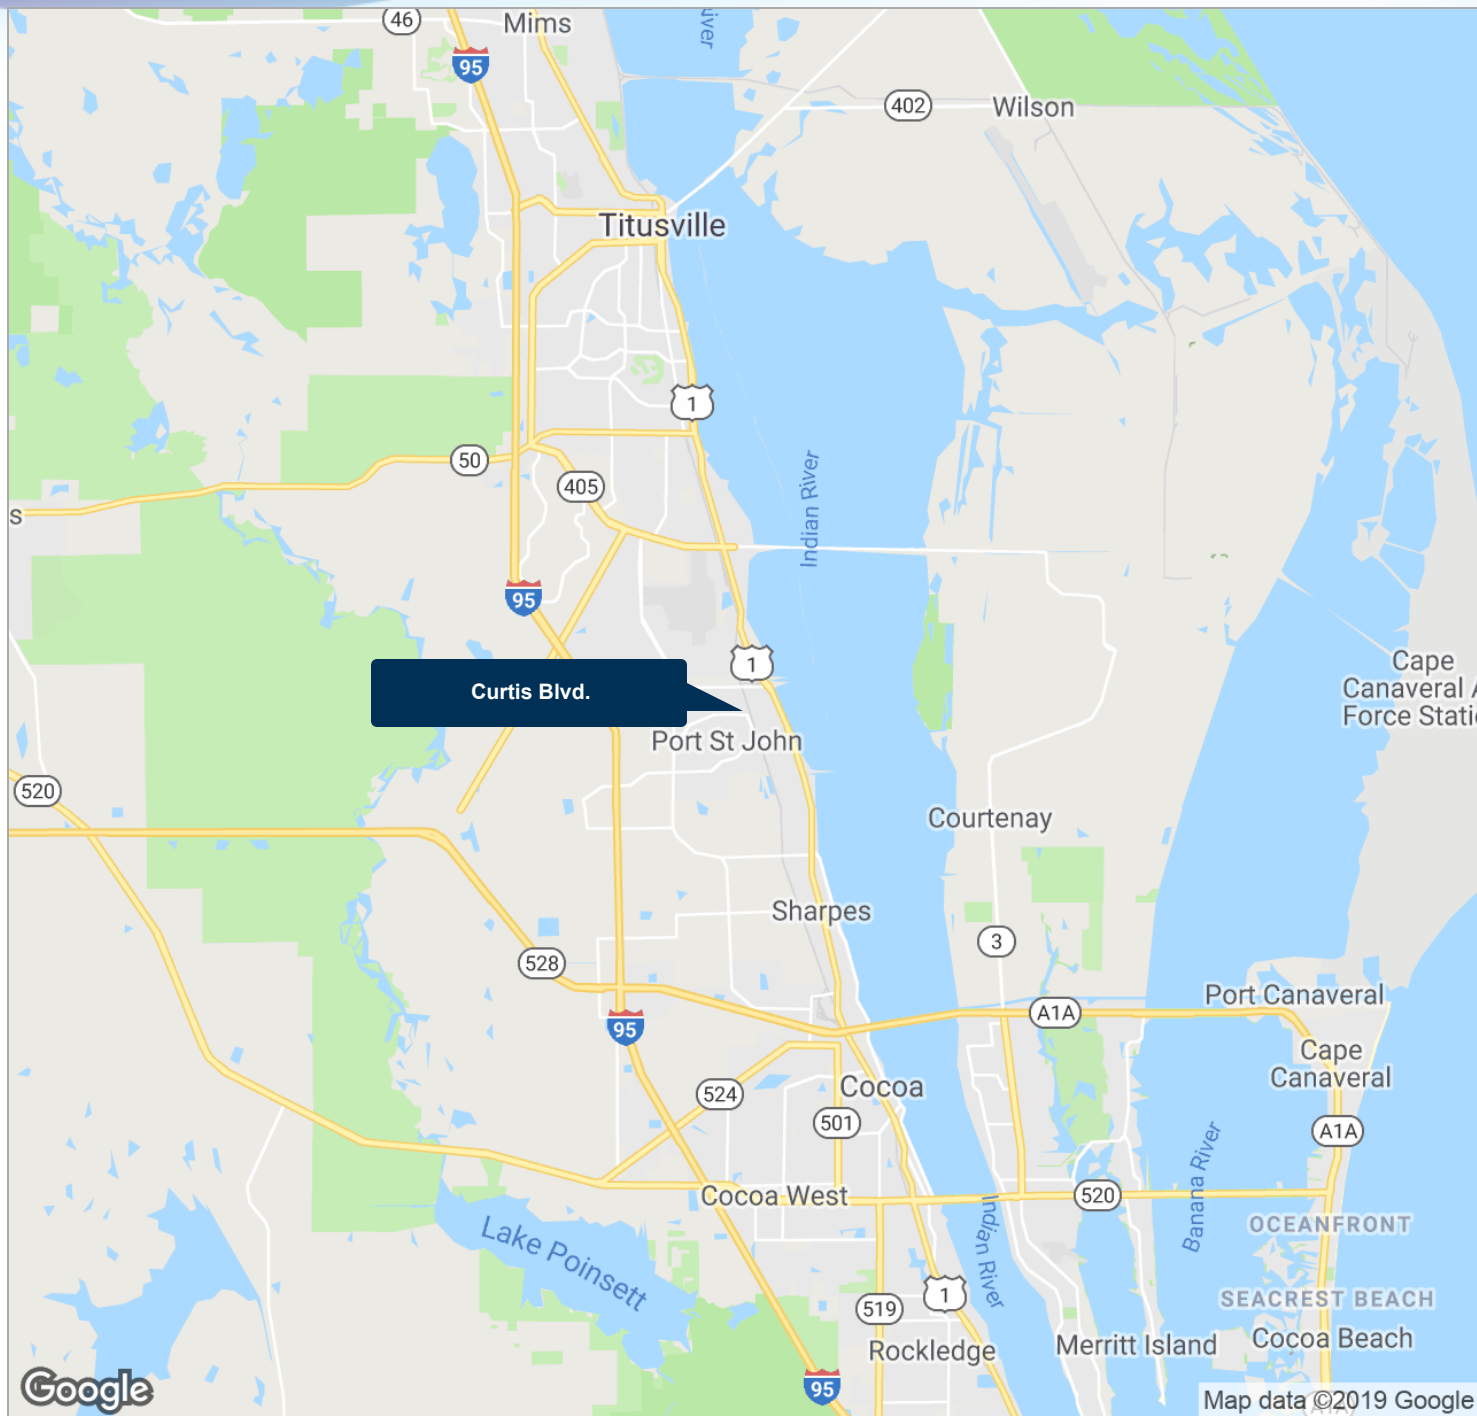 46
Mims
iver
95
402
Wilson
Titusville
1
50
405
s
Indian River
95
1
Cape
Canaveral A
Force Static
Curtis Blvd.
Port St John
520
Courtenay
Sharpes
3
528
Port Canaveral
A1A
95
Cape
Canaveral
524
Cocoa
501
A1A
Banana River
Cocoa West
520
OCEANFRONT
Lake Poinsett
Indian River
1
SEACREST BEACH
519
Cocoa Beach
Merritt Island
Rockledge
95
Google
Map data ©2019 Google
A1A